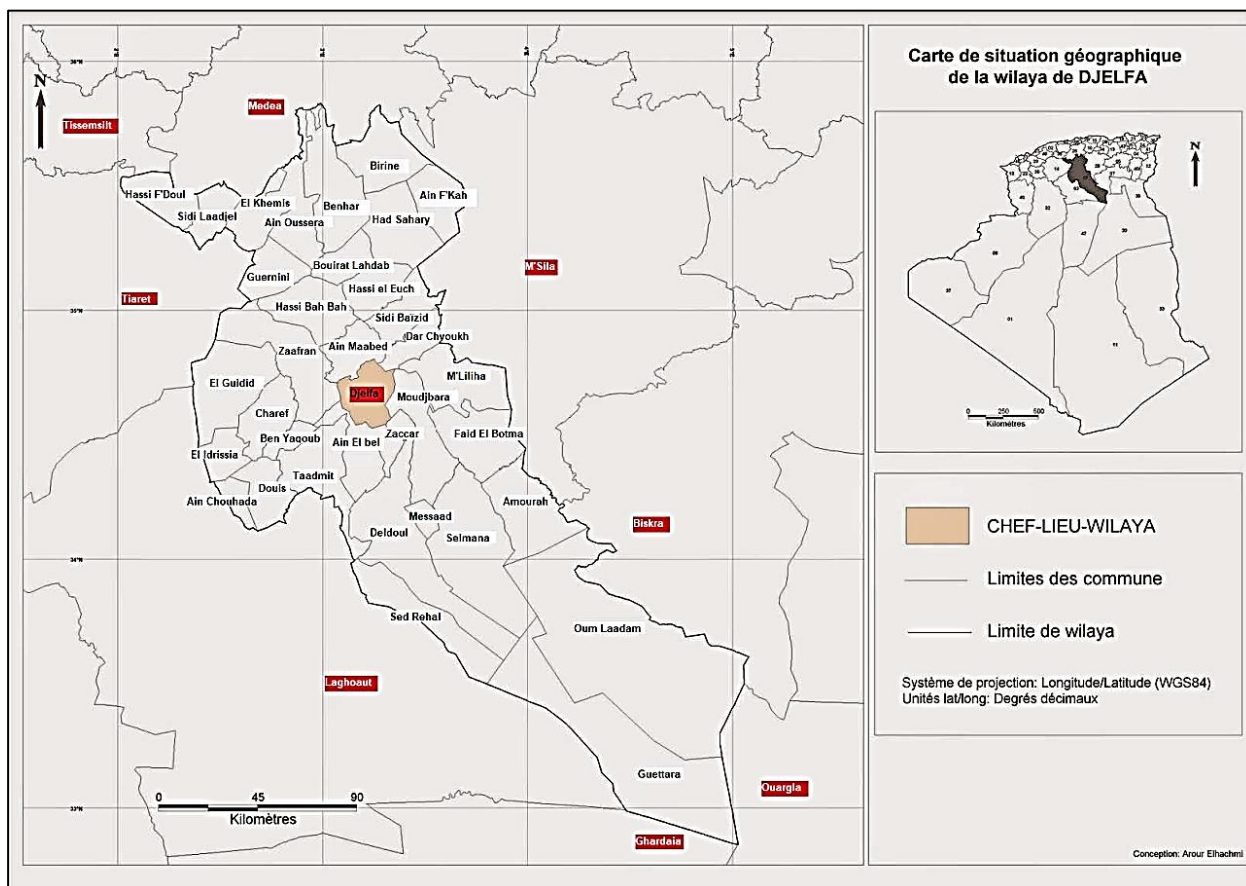 Carte de situation géographique
de la wilaya de DJELFA
N
N
Medea
Tissemsilt
Birine
Ain F'Kah
Hassi F'Doul
El Khemis
Benhar
Sidi Laadjel
Ain Oussera
Had Sahary
Bouirat Lahdab
M'Sila
Guernini
Hassi el Euch
Tiaret
Hassi Bah Bah
Sidi Baïzid
Dar Chyoukh
Ain Maabed
Zaafran
M'Liliha
El Guidid
Djelfa
Moudjbara
Charef
Zaccar
Faid El Botma
Ben Yaqoub
Ain El bel
El Idrissia
Taadmit
Douis
Ain Chouhada
Amourah
Messaad
Biskra
Deldoul
Selmana
Sed Rehal
Oum Laadam
Laghoaut
Guettara
Ouargla
Ghardaia
0 45 90
Kilomètres
0 250 500
Kilomètres
CHEF-LIEU-WILAYA
Limites des commune
Limite de wilaya
Système de projection: Longitude/Latitude (WGS84)
Unités lat/long: Degrés décimaux
Conception: Arour Elhachmi